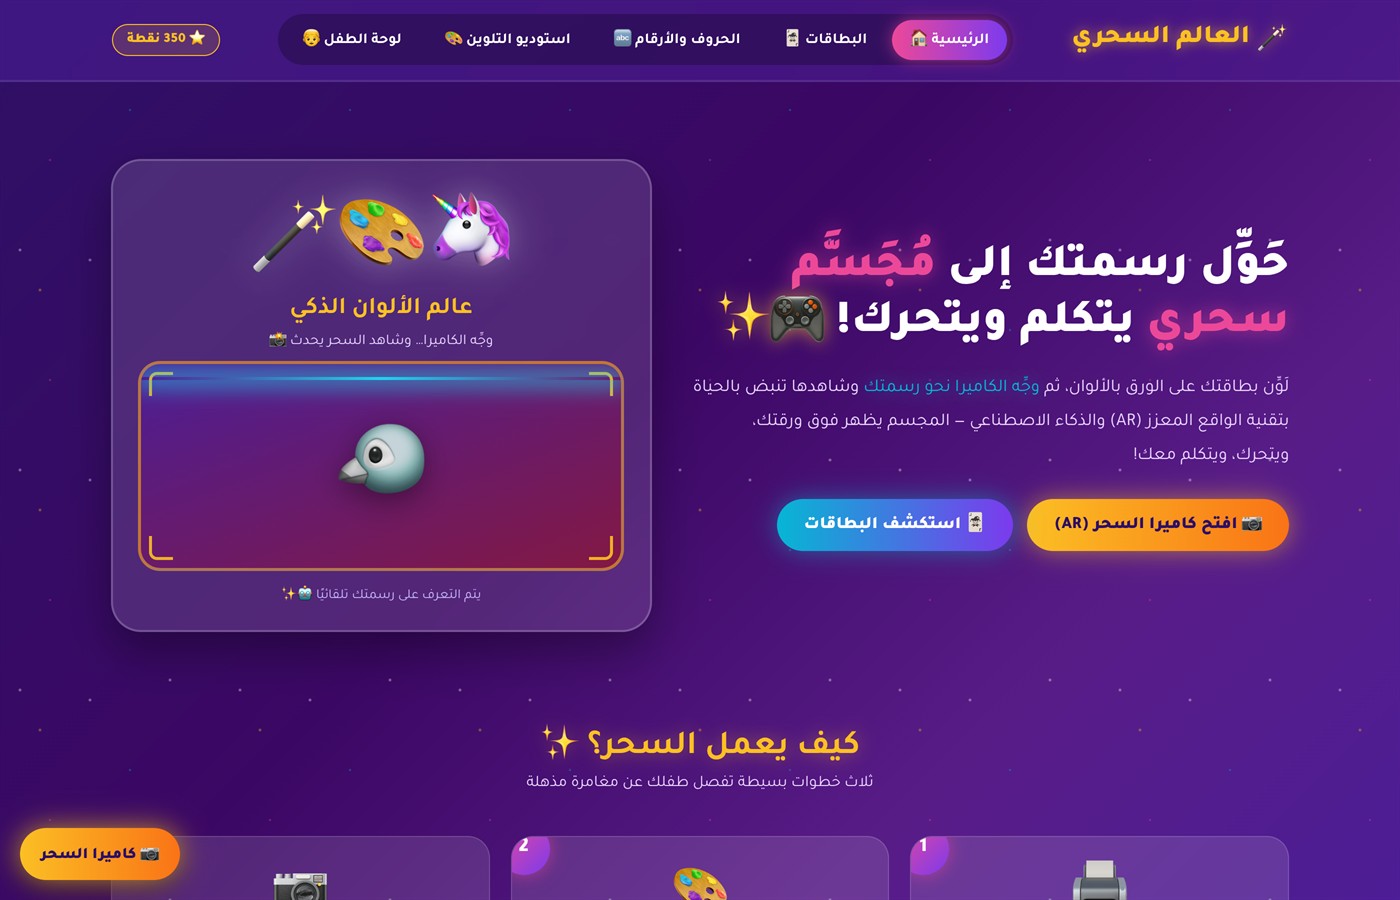 🪄 العالم السحري
الرئيسية 🏠
البطاقات 🃏
الحروف والأرقام 🔤
استوديو التلوين 🎨
لوحة الطفل 👦
⭐ 350 نقطة
حَوِّل رسمتك إلى مُجَسَّم
سحري يتكلم ويتحرك! 🎮✨
لَوِّن بطاقتك على الورق بالألوان، ثم وجِّه الكاميرا نحو رسمتك وشاهدها تنبض بالحياة
بتقنية الواقع المعزز (AR) والذكاء الاصطناعي — المجسم يظهر فوق ورقتك،
ويتحرك، ويتكلم معك!
📷 افتح كاميرا السحر (AR)
🃏 استكشف البطاقات
عالم الألوان الذكي
وجِّه الكاميرا… وشاهد السحر يحدث 📸
يتم التعرف على رسمتك تلقائيًا 🤖✨
كيف يعمل السحر؟ ✨
ثلاث خطوات بسيطة تفصل طفلك عن مغامرة مذهلة
1
2
📷 كاميرا السحر